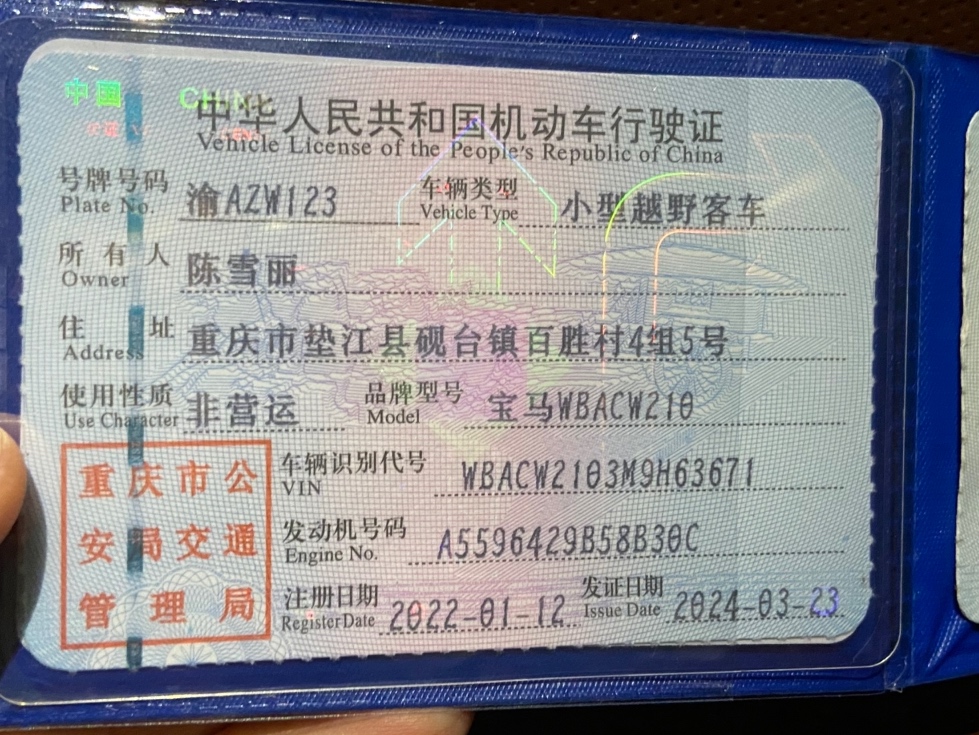 中国 CHINA
中华人民共和国机动车行驶证
Vehicle License of the People's Republic of China
号牌号码 渝AZW123 车辆类型 小型越野客车
Plate No. Vehicle Type
所有人 陈雪丽
Owner
住址 重庆市垫江县砚台镇百胜村4组5号
Address
使用性质 非营运 品牌型号 宝马WBACW210
Use Character Model
车辆识别代号 WBACW2103M9H63671
VIN
发动机号码 A5596429B58B30C
Engine No.
注册日期 2022-01-12 发证日期 2024-03-23
Register Date Issue Date
重庆市公
安局交通
管理局